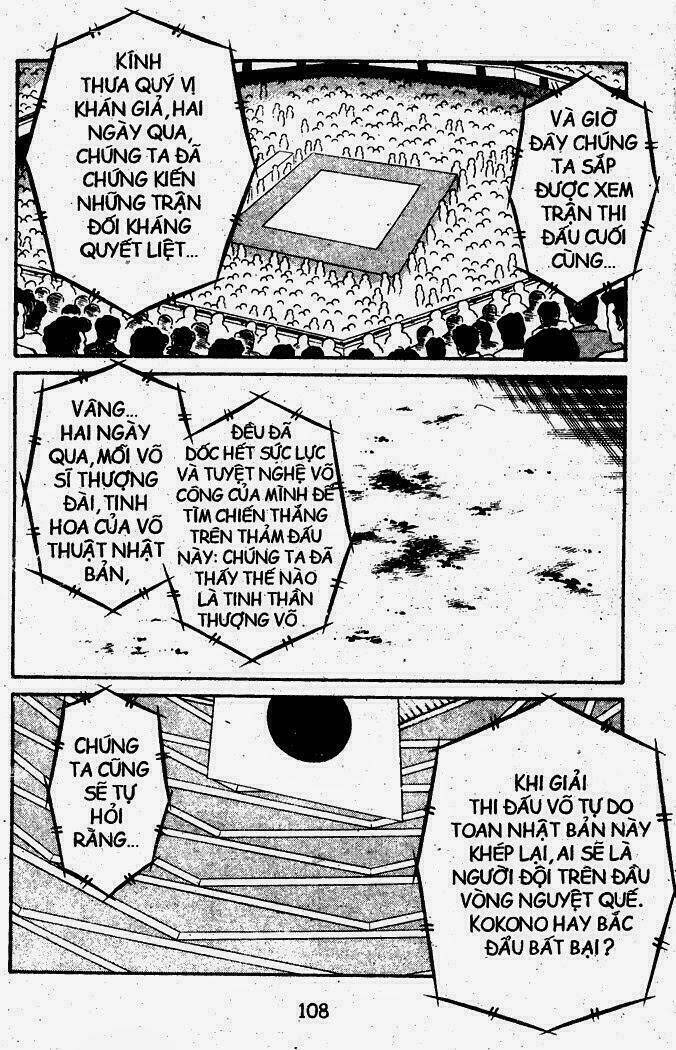 KÍNH
THƯA QUÝ VỊ
KHÁN GIẢ, HAI
NGÀY QUA,
CHÚNG TA ĐÃ
CHỨNG KIẾN
NHỮNG TRẬN
ĐỐI KHÁNG
QUYẾT LIỆT...
VÀ GIỜ
ĐÂY CHÚNG
TA SẮP
ĐƯỢC XEM
TRẬN THI
ĐẤU CUỐI
CÙNG...
VÂNG...
HAI NGÀY
QUA, MỖI VÕ
SĨ THƯỢNG
ĐÀI, TINH
HOA CỦA VÕ
THUẬT NHẬT
BẢN,
ĐỀU ĐÃ
DỐC HẾT SỨC LỰC
VÀ TUYỆT NGHỆ VÕ
CÔNG CỦA MÌNH ĐỂ
TÌM CHIẾN THẮNG
TRÊN THẢM ĐẤU
NÀY: CHÚNG TA ĐÃ
THẤY THẾ NÀO
LÀ TINH THẦN
THƯỢNG VÕ.
CHÚNG
TA CŨNG
SẼ TỰ
HỎI
RẰNG...
KHI GIẢI
THI ĐẤU VÕ TỰ DO
TOAN NHẬT BẢN NÀY
KHÉP LẠI, AI SẼ LÀ
NGƯỜI ĐỘI TRÊN ĐẦU
VÒNG NGUYỆT QUẾ.
KOKONO HAY BẮC
ĐẨU BẤT BẠI?
108